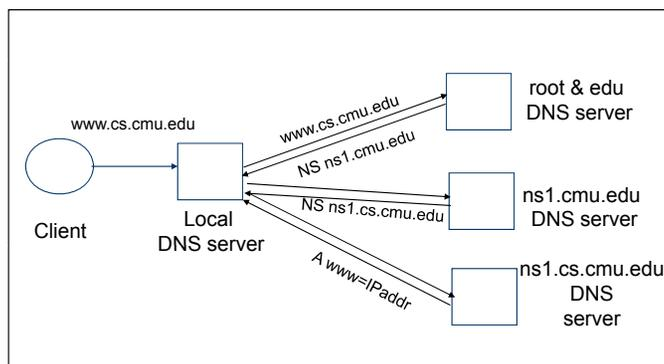 www.cs.cmu.edu
Client
Local
DNS server
www.cs.cmu.edu
NS ns1.cmu.edu
root & edu
DNS server
NS ns1.cs.cmu.edu
ns1.cmu.edu
DNS server
A www=IPaddr
ns1.cs.cmu.edu
DNS
server